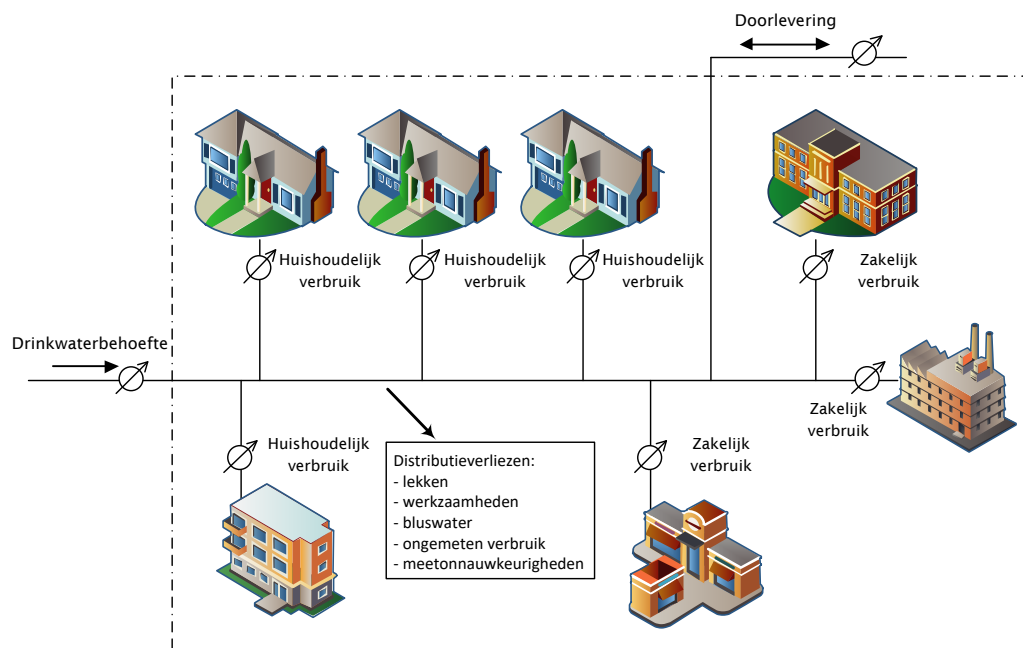 Doorlevering
Huishoudelijk
verbruik
Huishoudelijk
verbruik
Huishoudelijk
verbruik
Zakelijk
verbruik
Drinkwaterbehoefte
Zakelijk
verbruik
Huishoudelijk
verbruik
Distributieverliezen:
- lekken
- werkzaamheden
- bluswater
- ongemeten verbruik
- meetonnauwkeurigheden
Zakelijk
verbruik